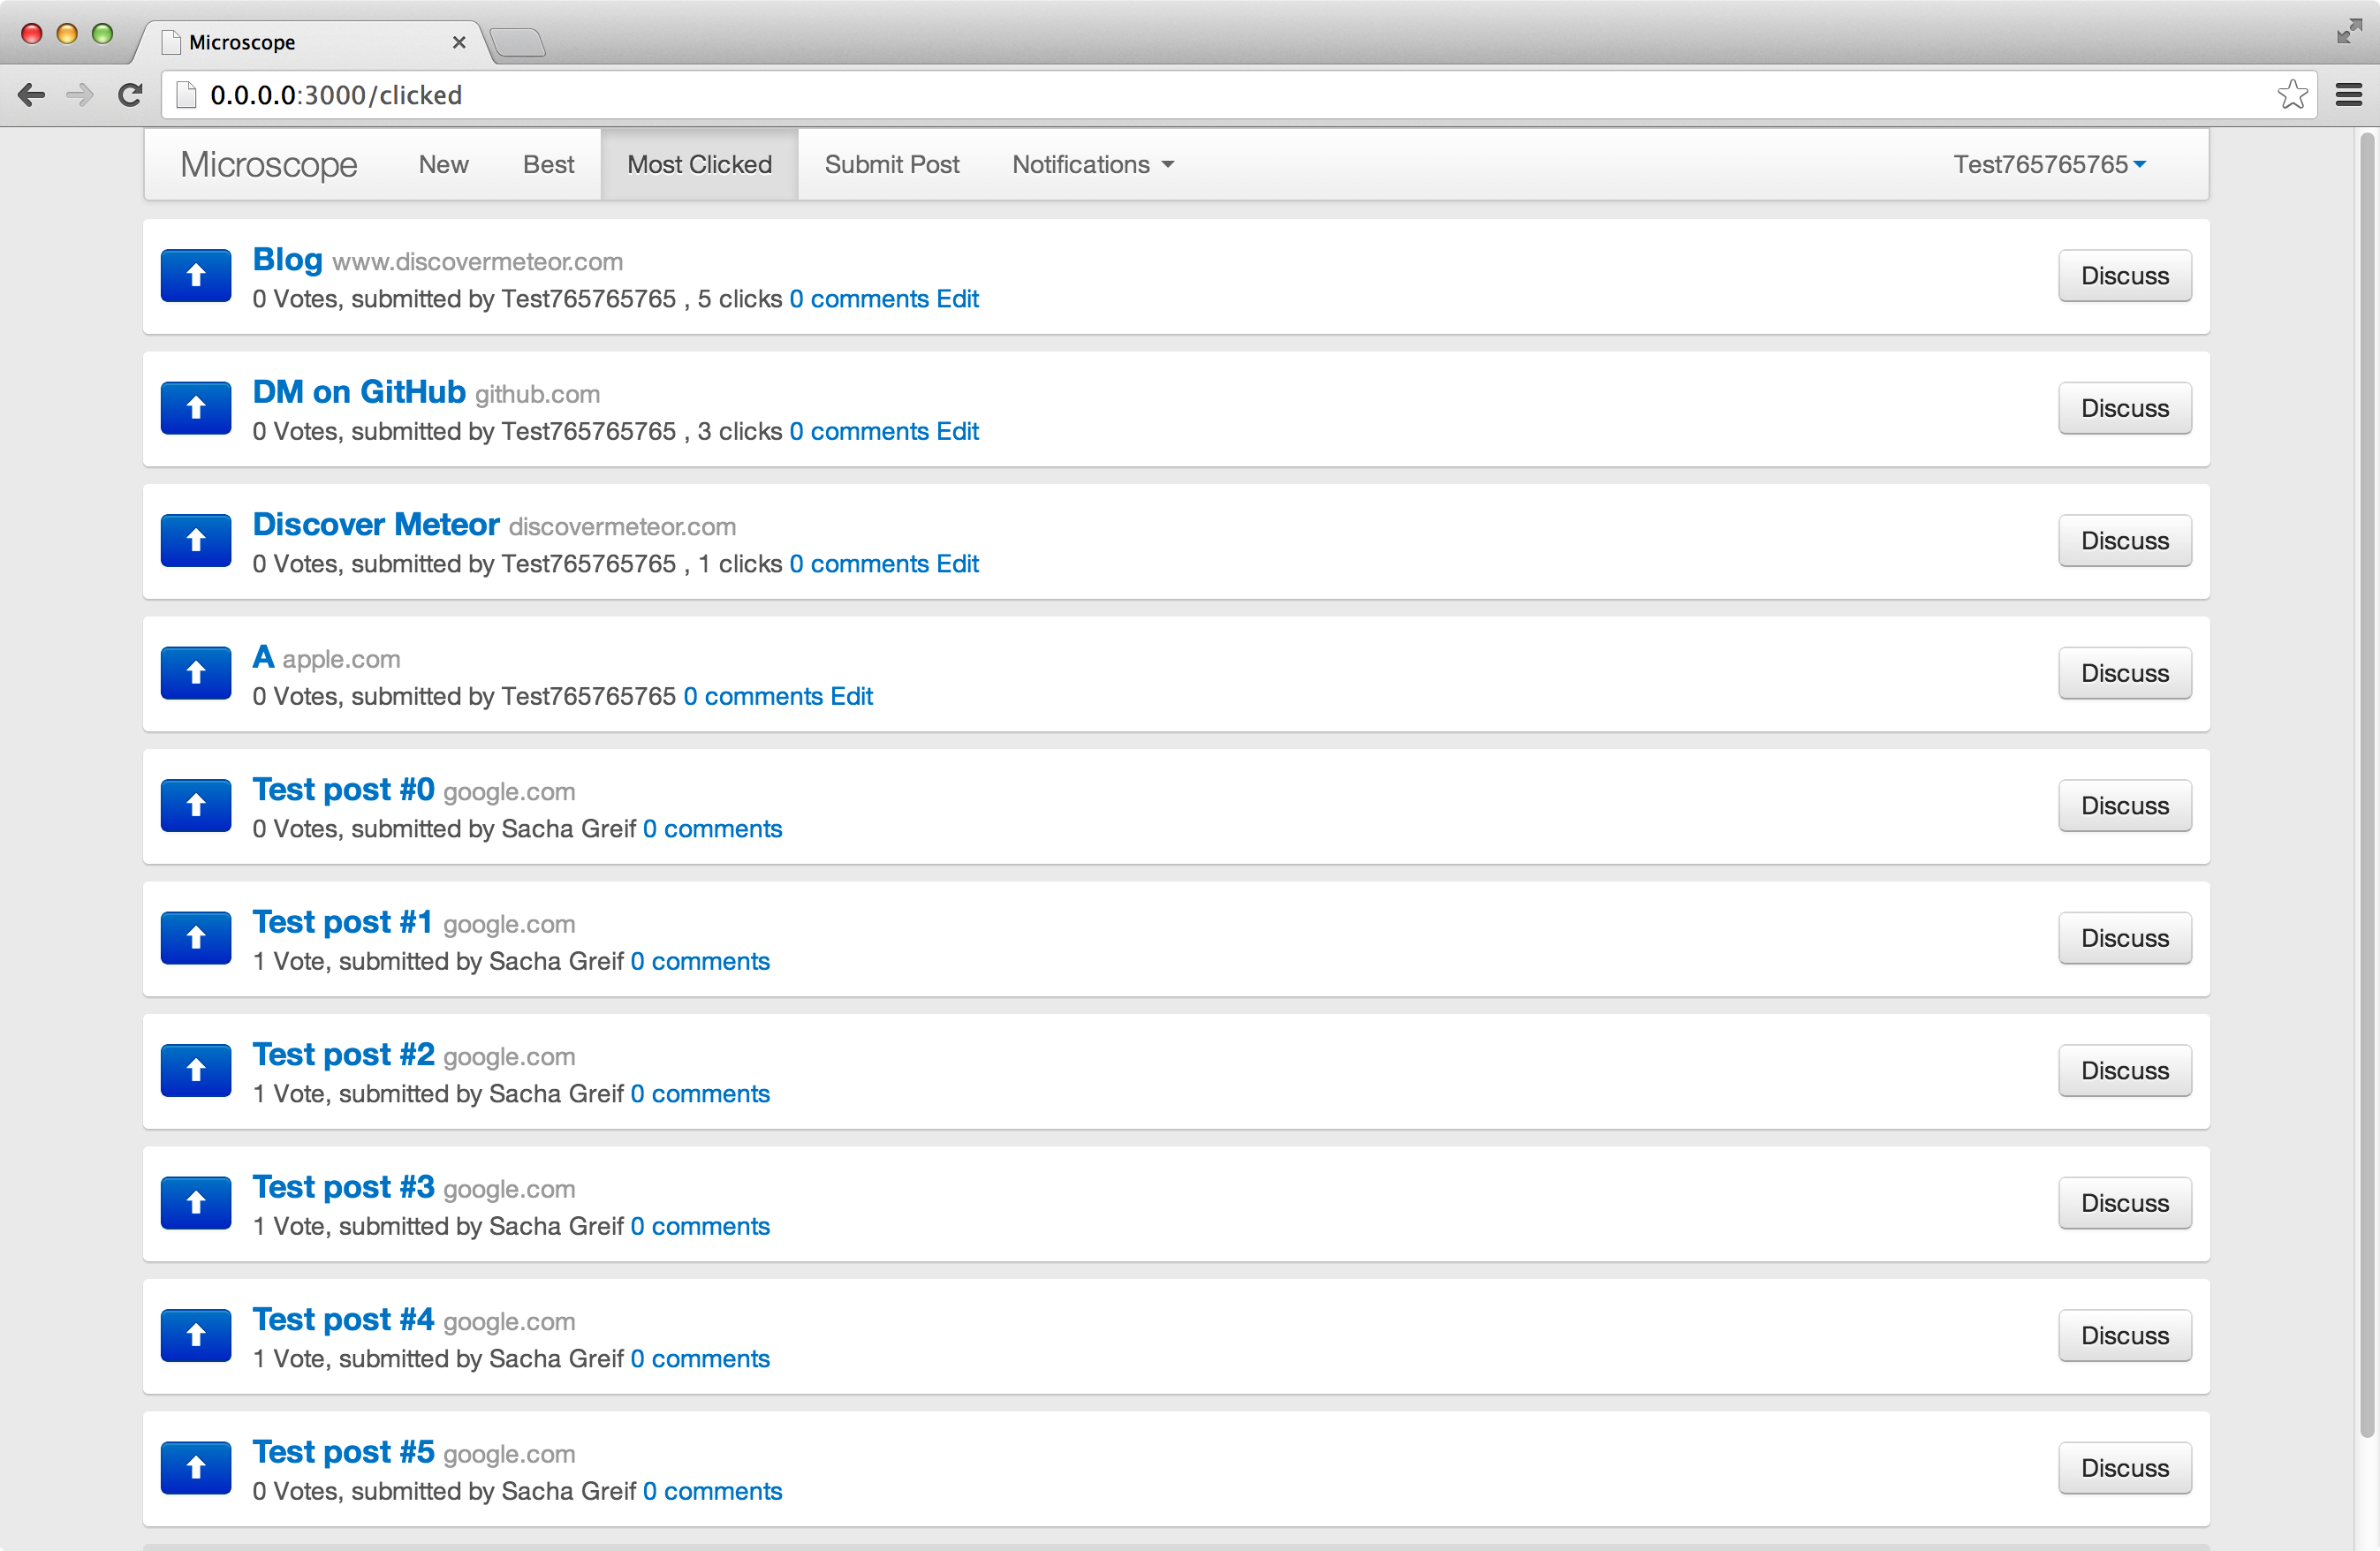 Microscope
0.0.0.0:3000/clicked
Microscope New Best Most Clicked Submit Post Notifications Test765765765
Blog www.discovermeteor.com
0 Votes, submitted by Test765765765 , 5 clicks 0 comments Edit
Discuss
DM on GitHub github.com
0 Votes, submitted by Test765765765 , 3 clicks 0 comments Edit
Discuss
Discover Meteor discovermeteor.com
0 Votes, submitted by Test765765765 , 1 clicks 0 comments Edit
Discuss
A apple.com
0 Votes, submitted by Test765765765 0 comments Edit
Discuss
Test post #0 google.com
0 Votes, submitted by Sacha Greif 0 comments
Discuss
Test post #1 google.com
1 Vote, submitted by Sacha Greif 0 comments
Discuss
Test post #2 google.com
1 Vote, submitted by Sacha Greif 0 comments
Discuss
Test post #3 google.com
1 Vote, submitted by Sacha Greif 0 comments
Discuss
Test post #4 google.com
1 Vote, submitted by Sacha Greif 0 comments
Discuss
Test post #5 google.com
0 Votes, submitted by Sacha Greif 0 comments
Discuss